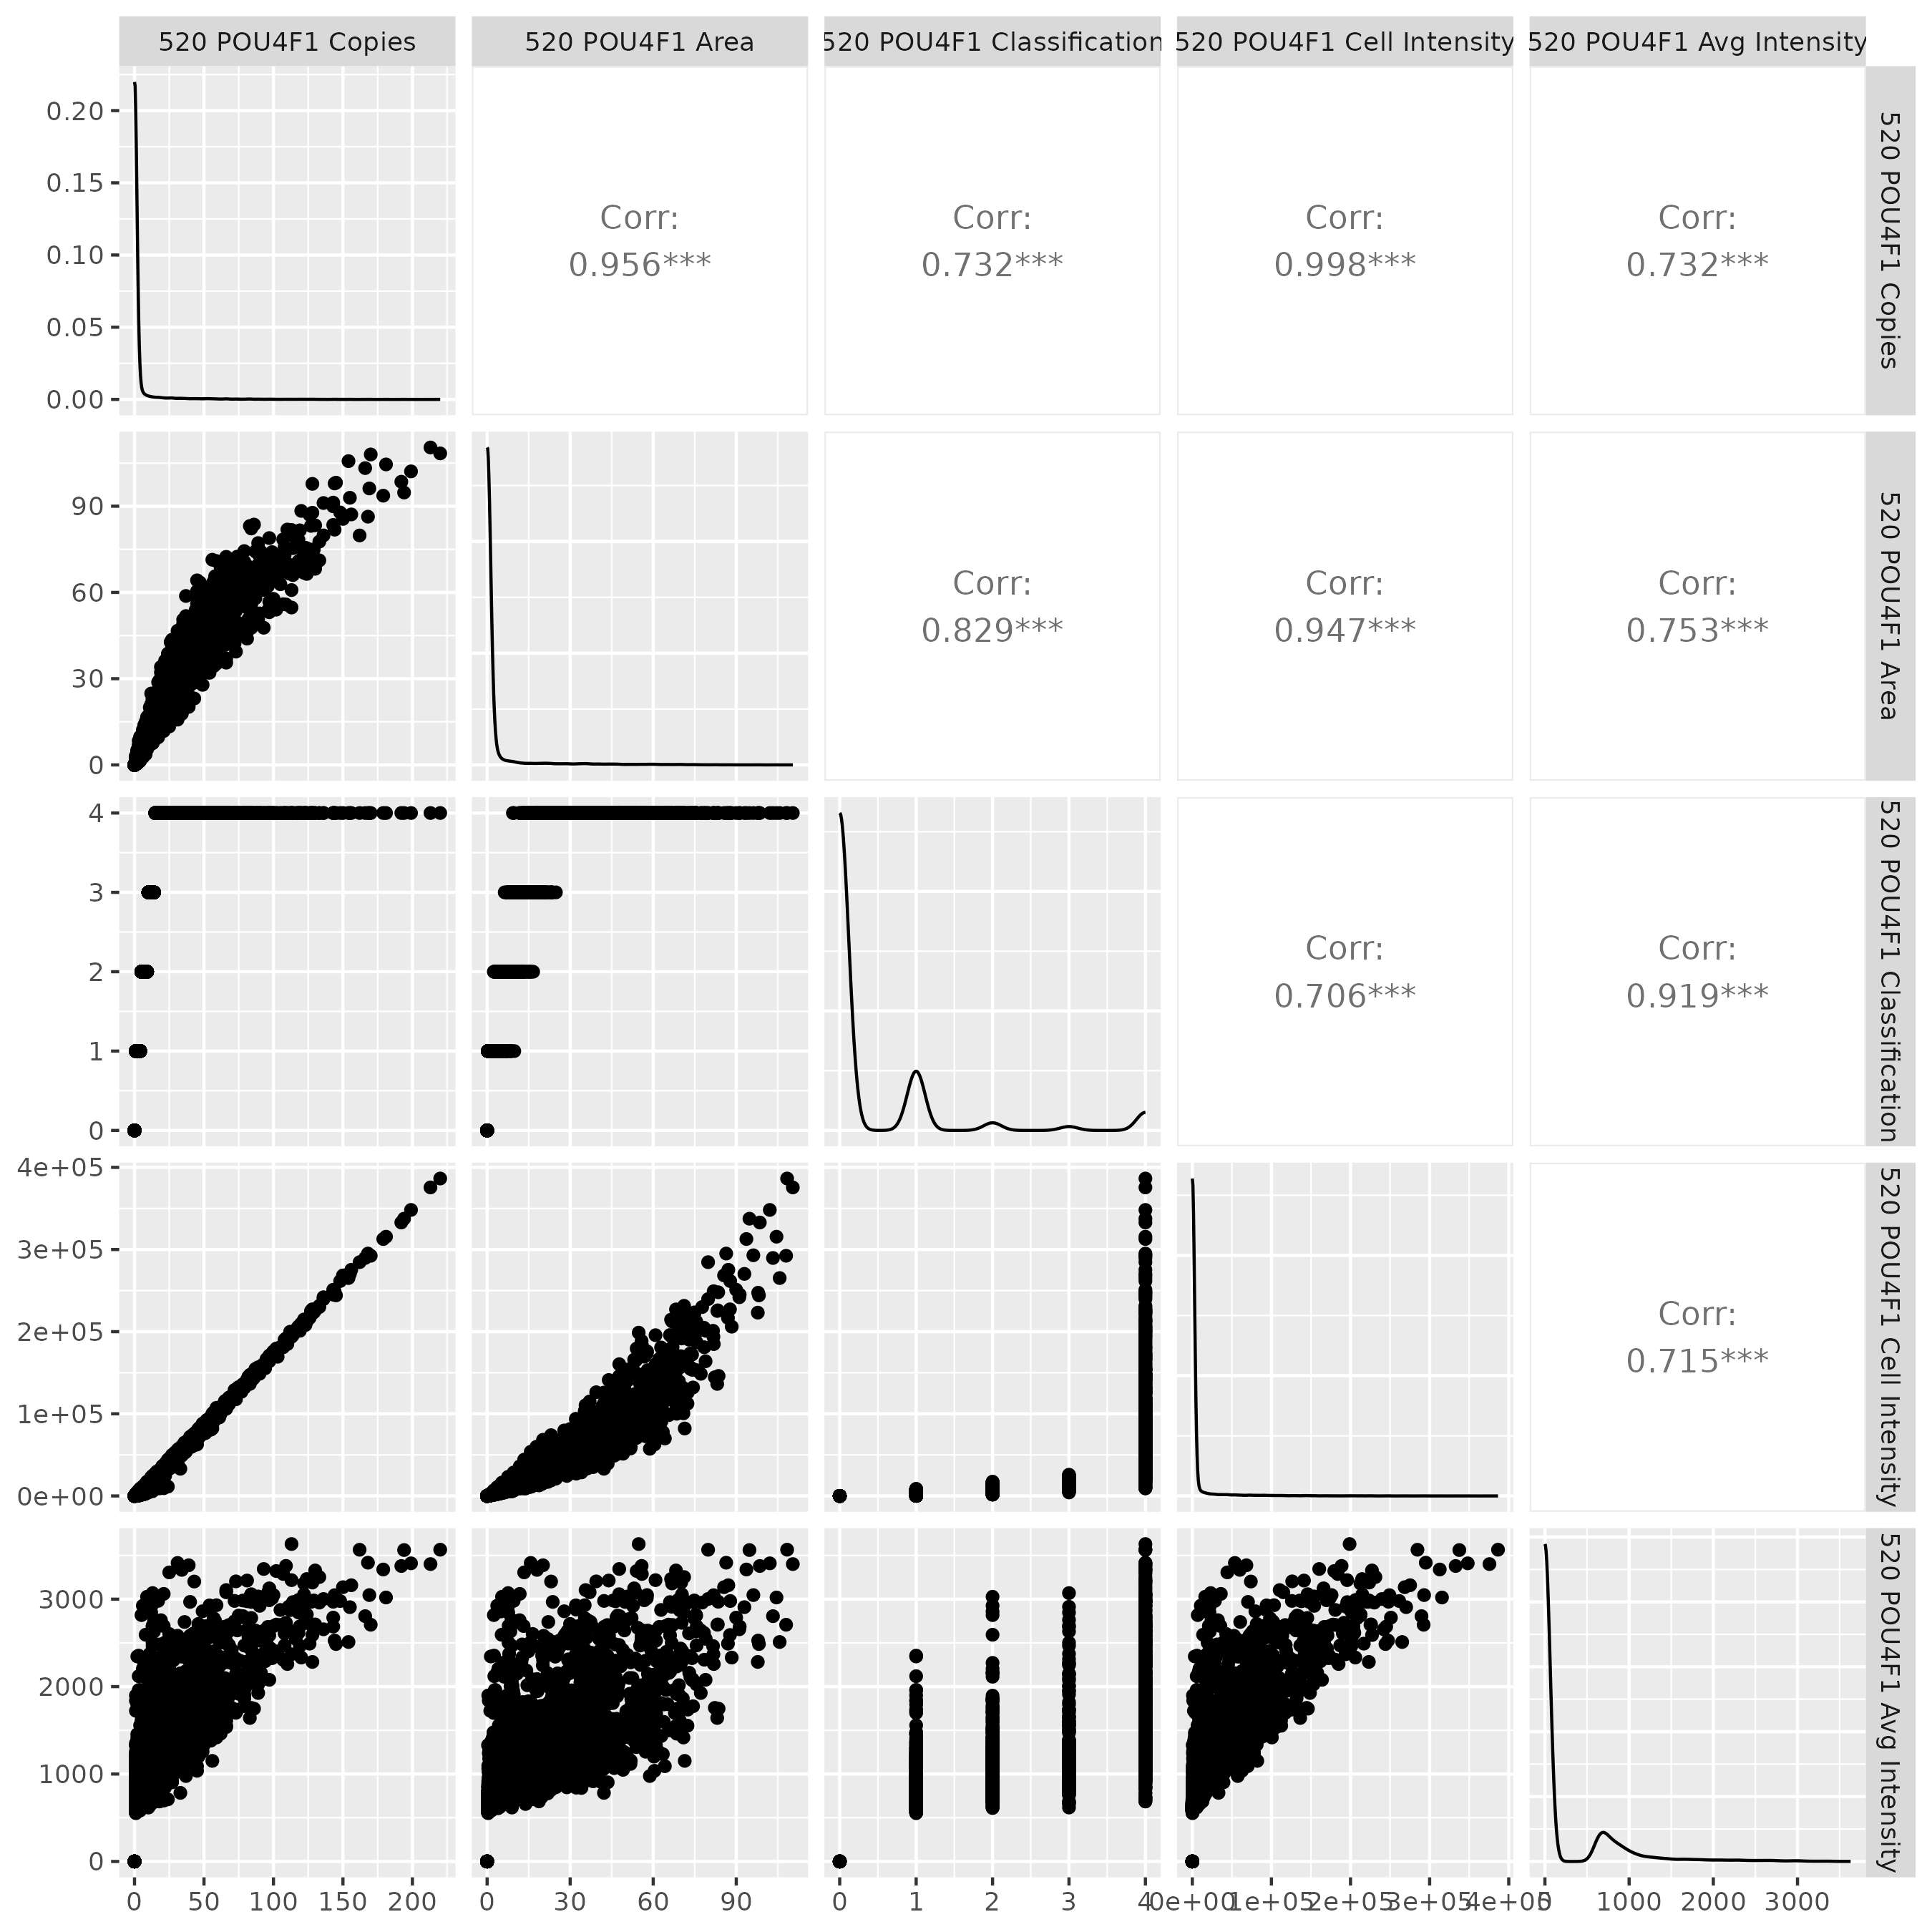 520 POU4F1 Copies
520 POU4F1 Area
520 POU4F1 Classification
520 POU4F1 Cell Intensity
520 POU4F1 Avg Intensity
0.20
0.15
0.10
0.05
0.00
Corr:
0.956***
Corr:
0.732***
Corr:
0.998***
Corr:
0.732***
520 POU4F1 Copies
90
60
30
0
Corr:
0.829***
Corr:
0.947***
Corr:
0.753***
520 POU4F1 Area
4
3
2
1
0
Corr:
0.706***
Corr:
0.919***
520 POU4F1 Classification
4e+05
3e+05
2e+05
1e+05
0e+00
Corr:
0.715***
520 POU4F1 Cell Intensity
3000
2000
1000
0
520 POU4F1 Avg Intensity
0 50 100 150 200
0 30 60 90
0 1 2 3 4
0e+00 1e+05 2e+05 3e+05 4e+05
0 1000 2000 3000